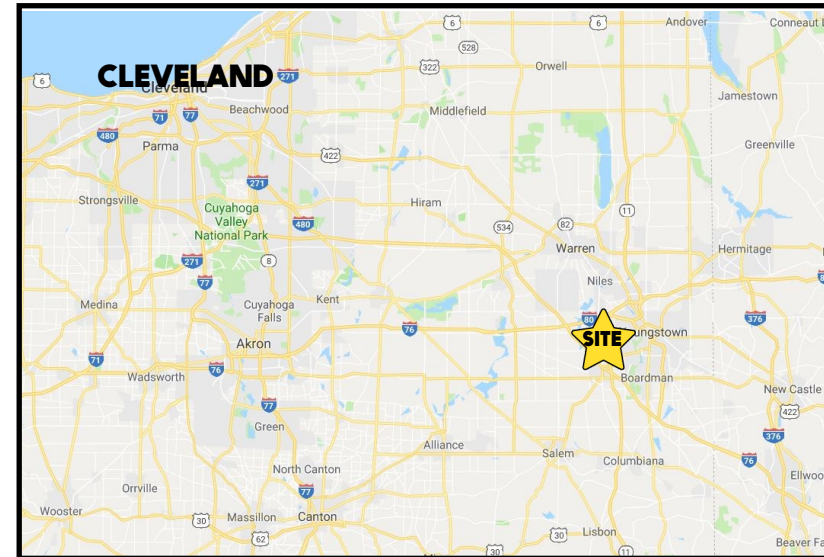 6
6
Andover
Conneaut L
528
CLEVELAND
271
322
Orwell
6
Cleveland
Jamestown
71
77
Beachwood
Middlefield
480
Parma
422
Greenville
271
Strongsville
Cuyahoga
Valley
National Park
Hiram
11
480
534
82
Warren
Hermitage
271
8
77
Niles
Medina
Cuyahoga
Falls
Kent
76
80
376
SITE
ungstown
Akron
71
76
Wadsworth
Boardman
77
New Castle
422
Green
376
Alliance
Salem
Columbiana
76
North Canton
Ellwoo
Orrville
77
Wooster
30
Massillon
Canton
62
30
Lisbon
30
11
Beaver Fa